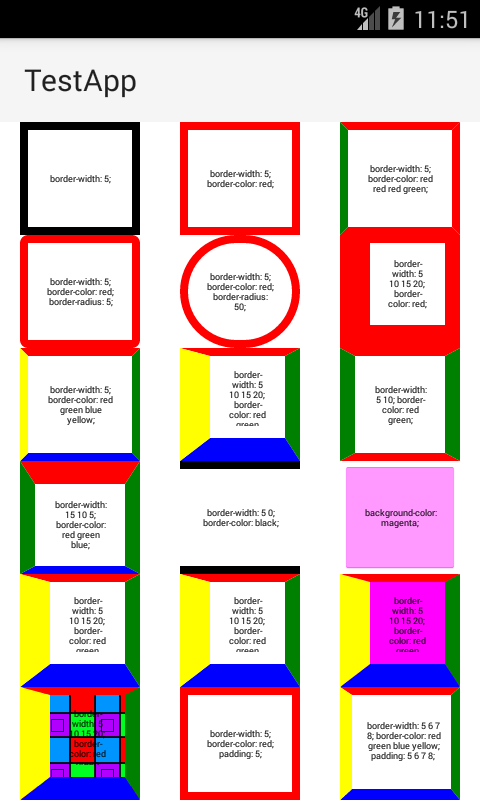 4G 11:51
TestApp
border-width: 5;
border-width: 5;
border-color: red;
border-width: 5;
border-color: red
red red green;
border-width: 5;
border-color: red;
border-radius: 5;
border-width: 5;
border-color: red;
border-radius:
50;
border-
width: 5
10 15 20;
border-
color: red;
border-width: 5;
border-color: red
green blue
yellow;
border-
width: 5
10 15 20;
border-
color: red
green
border-width:
5 10; border-
color: red
green;
border-width:
15 10 5;
border-color:
red green
blue;
border-width: 5 0;
border-color: black;
background-color:
magenta;
border-
width: 5
10 15 20;
border-
color: red
green
border-
width: 5
10 15 20;
border-
color: red
green
border-
width: 5
10 15 20;
border-
color: red
green
border-
width: 5
10 15 20;
border-
color: red
border-width: 5;
border-color: red;
padding: 5;
border-width: 5 6 7
8; border-color: red
green blue yellow;
padding: 5 6 7 8;